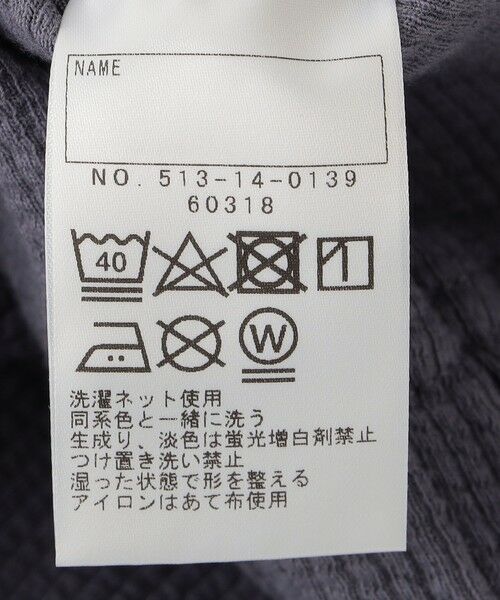 NAME
NO. 513-14-0139
60318
40
W
洗濯ネット使用
同系色と一緒に洗う
生成り、淡色は蛍光増白剤禁止
つけ置き洗い禁止
湿った状態で形を整える
アイロンはあて布使用